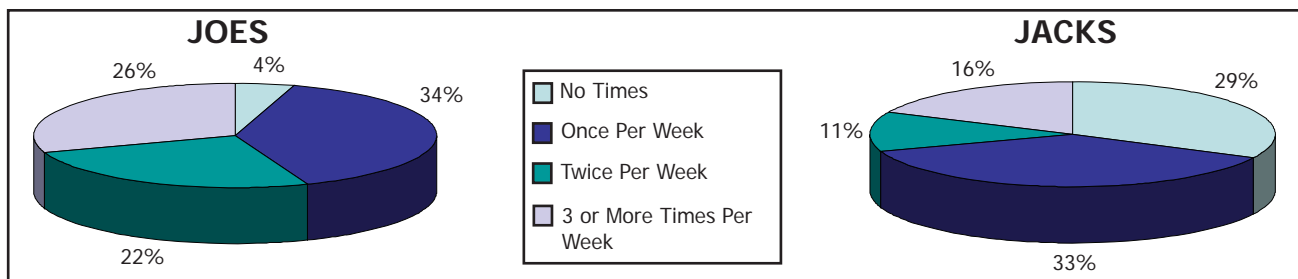 JOES
26%
4%
34%
22%
No Times
Once Per Week
Twice Per Week
3 or More Times Per
Week
JACKS
16%
29%
11%
33%